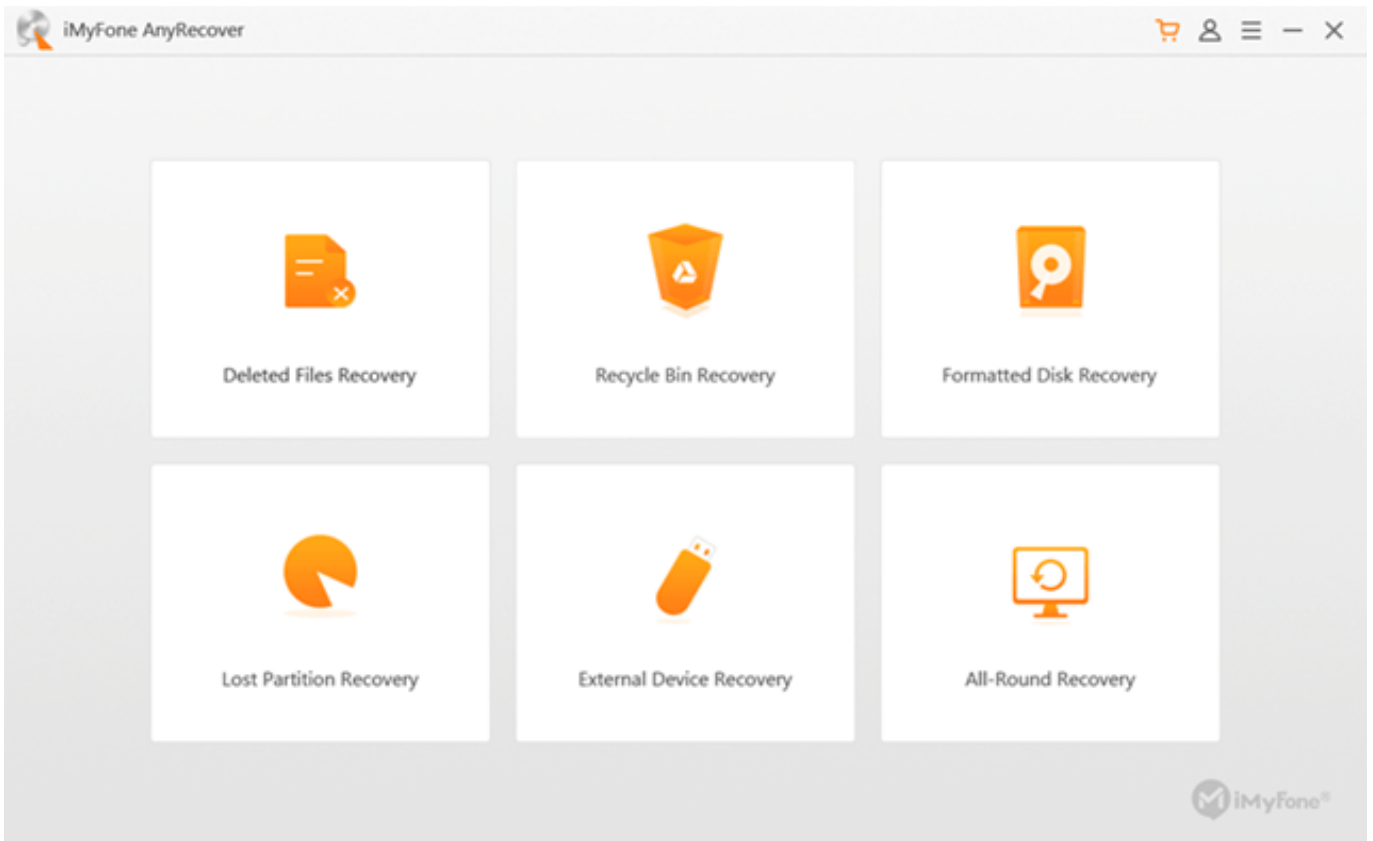 iMyFone AnyRecover
Deleted Files Recovery
Recycle Bin Recovery
Formatted Disk Recovery
Lost Partition Recovery
External Device Recovery
All-Round Recovery
iMyFone®